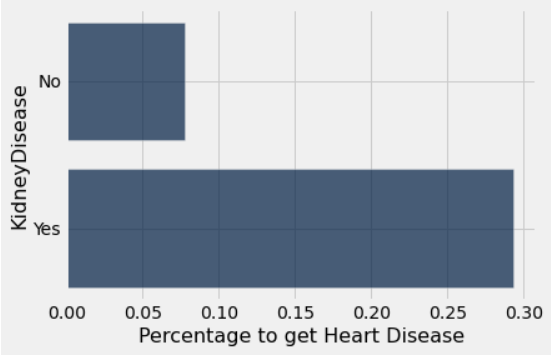 KidneyDisease
No
Yes
0.00 0.05 0.10 0.15 0.20 0.25 0.30
Percentage to get Heart Disease